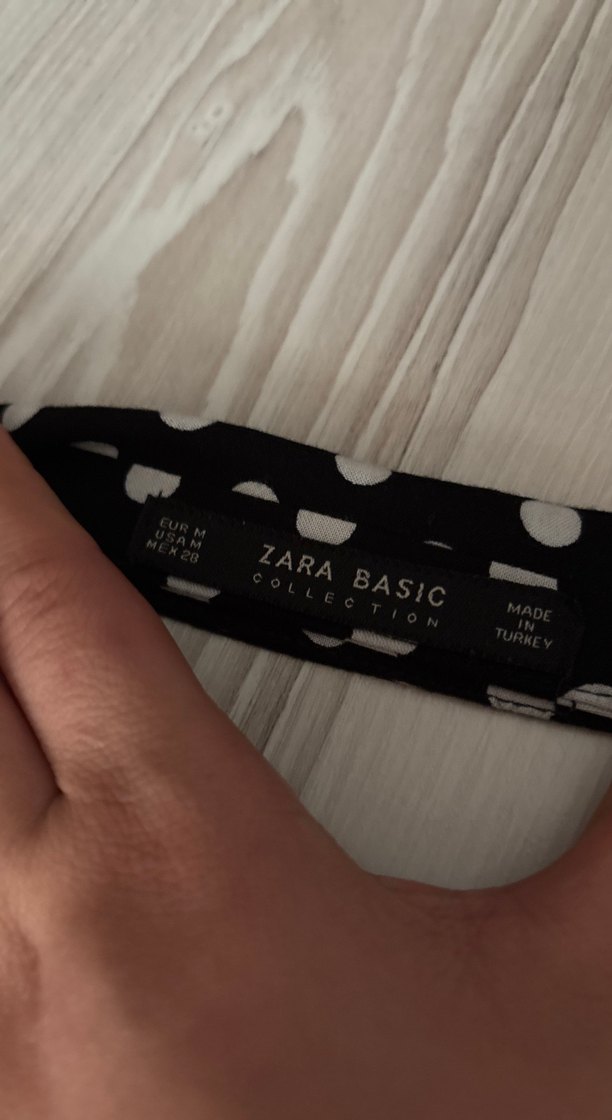 EUR M
USA M
MEX 28
ZARA BASIC
COLLECTION
MADE
IN
TURKEY